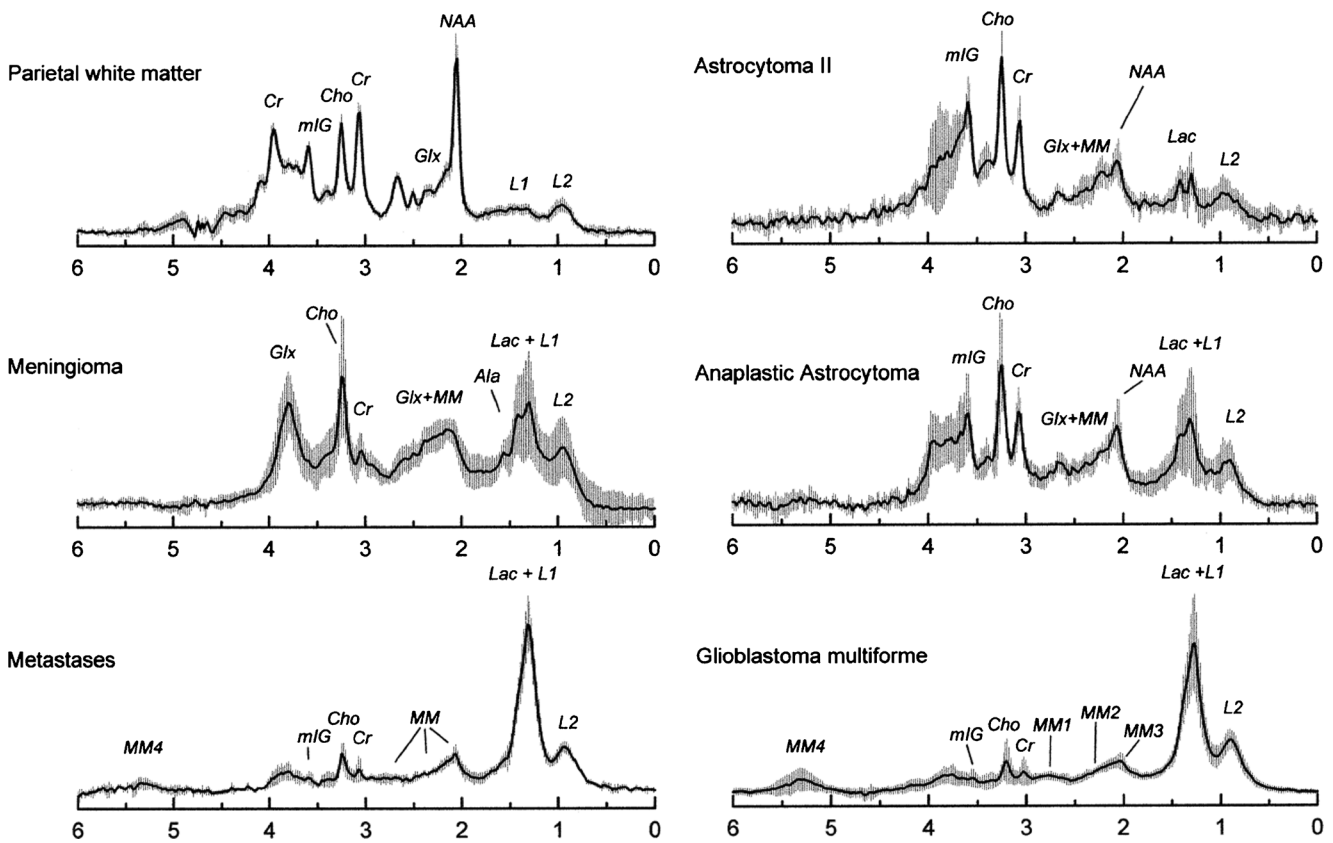 Parietal white matter
Cr
mIG
Cho
Cr
Glx
NAA
L1
L2
6 5 4 3 2 1 0
Astrocytoma II
mIG
Cho
Cr
Glx+MM
NAA
Lac
L2
6 5 4 3 2 1 0
Meningioma
Glx
Cho
Cr
Glx+MM
Ala
Lac + L1
L2
6 5 4 3 2 1 0
Anaplastic Astrocytoma
mIG
Cho
Cr
Glx+MM
NAA
Lac +L1
L2
6 5 4 3 2 1 0
Metastases
MM4
mIG
Cho
Cr
MM
Lac + L1
L2
6 5 4 3 2 1 0
Glioblastoma multiforme
MM4
mIG
Cho
Cr
MM1
MM2
MM3
Lac +L1
L2
6 5 4 3 2 1 0